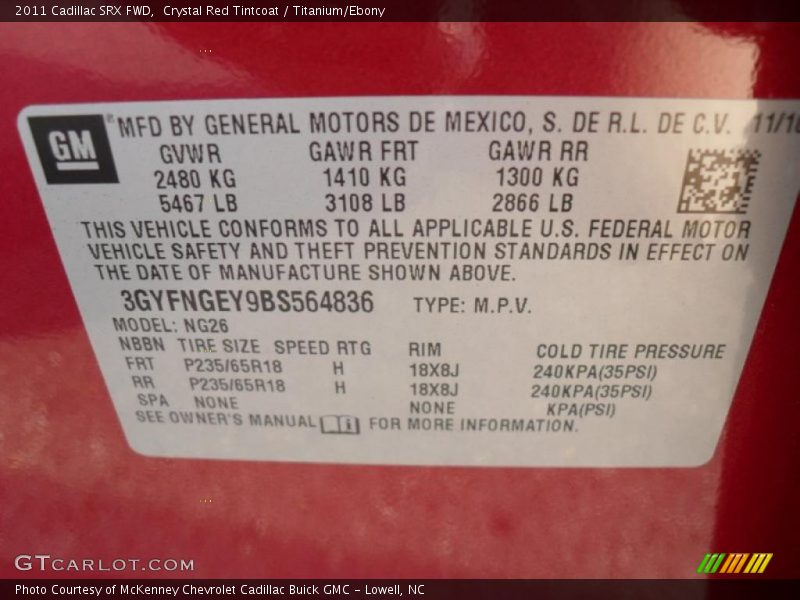 2011 Cadillac SRX FWD, Crystal Red Tintcoat / Titanium/Ebony
GM ® MFD BY GENERAL MOTORS DE MEXICO, S. DE R.L. DE C.V. 11/10
GVWR GAWR FRT GAWR RR
2480 KG 1410 KG 1300 KG
5467 LB 3108 LB 2866 LB
THIS VEHICLE CONFORMS TO ALL APPLICABLE U.S. FEDERAL MOTOR
VEHICLE SAFETY AND THEFT PREVENTION STANDARDS IN EFFECT ON
THE DATE OF MANUFACTURE SHOWN ABOVE.
3GYFNGEY9BS564836 TYPE: M.P.V.
MODEL: NG26
NBBN TIRE SIZE SPEED RTG RIM COLD TIRE PRESSURE
FRT P235/65R18 H 18X8J 240KPA(35PSI)
RR P235/65R18 H 18X8J 240KPA(35PSI)
SPA NONE NONE KPA(PSI)
SEE OWNER'S MANUAL i FOR MORE INFORMATION.
GTCARLOT.COM
Photo Courtesy of McKenney Chevrolet Cadillac Buick GMC - Lowell, NC